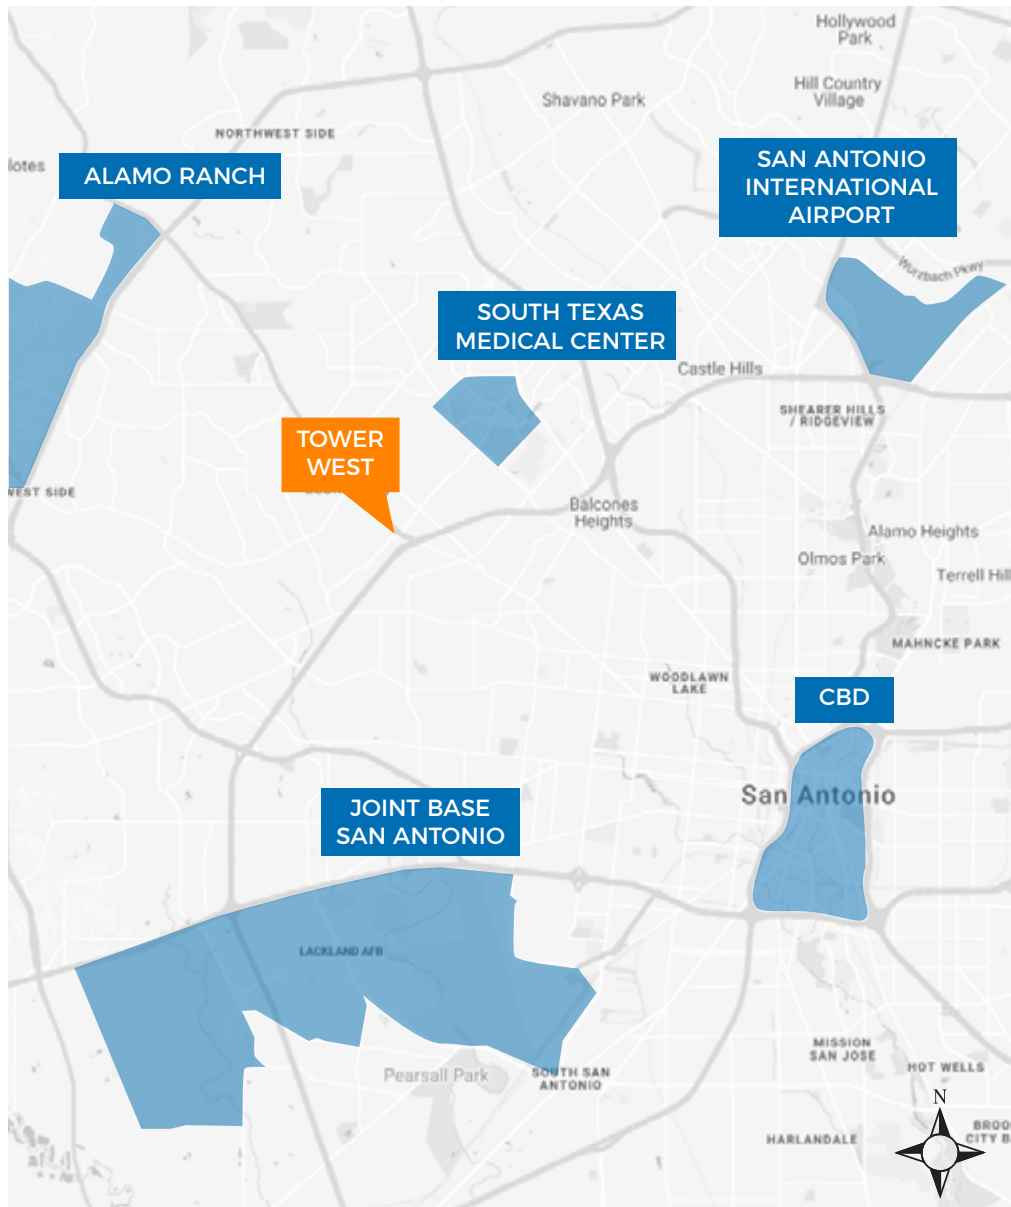 Hollywood
Park
Hill Country
Village
Shavano Park
NORTHWEST SIDE
lotes
ALAMO RANCH
SAN ANTONIO
INTERNATIONAL
AIRPORT
Wurzbach Pkwy
SOUTH TEXAS
MEDICAL CENTER
Castle Hills
SHEARER HILLS
/ RIDGEVIEW
TOWER
WEST
WEST SIDE
Balcones
Heights
Alamo Heights
Olmos Park
Terrell Hill
MAHNCKE PARK
WOODLAWN
LAKE
CBD
San Antonio
JOINT BASE
SAN ANTONIO
LACKLAND AFB
Pearsall Park
SOUTH SAN
ANTONIO
MISSION
SAN JOSE
HOT WELLS
N
HARLANDALE
BROO
CITY B